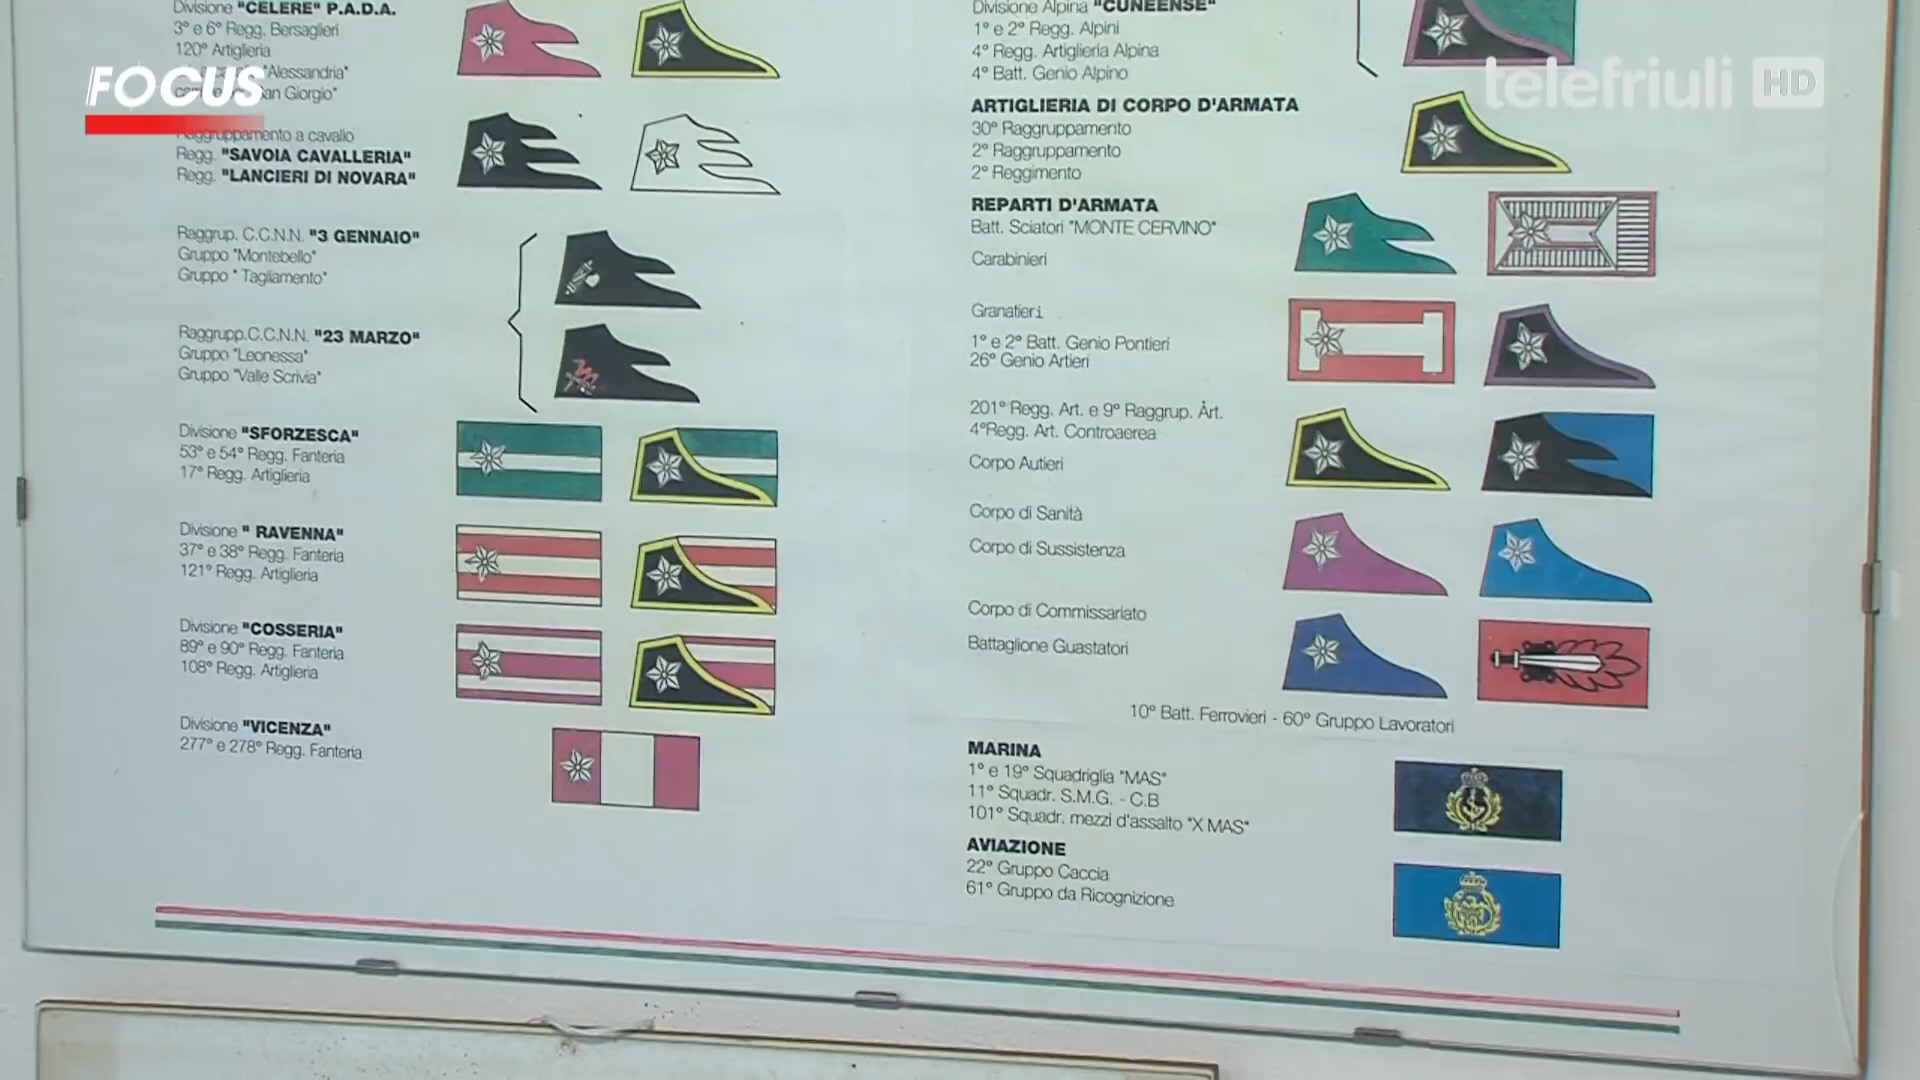 FOCUS
telefriuli HD
Divisione "CELERE" P.A.D.A.
3° e 6° Regg. Bersaglieri
120° Artiglieria
"Alessandria"
Giorgio"
Raggruppamento a cavallo
Regg. "SAVOIA CAVALLERIA"
Regg. "LANCIERI DI NOVARA"
Raggrup. C.C.N.N. "3 GENNAIO"
Gruppo "Montebello"
Gruppo " Tagliamento"
Raggrupp.C.C.N.N. "23 MARZO"
Gruppo "Leonessa"
Gruppo "Valle Scrivia"
Divisione "SFORZESCA"
53° e 54° Regg. Fanteria
17° Regg. Artiglieria
Divisione " RAVENNA"
37° e 38° Regg. Fanteria
121° Regg. Artiglieria
Divisione "COSSERIA"
89° e 90° Regg. Fanteria
108° Regg. Artiglieria
Divisione "VICENZA"
277° e 278° Regg. Fanteria
Divisione Alpina "CUNEENSE"
1° e 2° Regg. Alpini
4° Regg. Artiglieria Alpina
4° Batt. Genio Alpino
ARTIGLIERIA DI CORPO D'ARMATA
30° Raggruppamento
2° Raggruppamento
2° Reggimento
REPARTI D'ARMATA
Batt. Sciatori "MONTE CERVINO"
Carabinieri
Granatieri
1° e 2° Batt. Genio Pontieri
26° Genio Artieri
201° Regg. Art. e 9° Raggrup. Art.
4°Regg. Art. Controaerea
Corpo Autieri
Corpo di Sanità
Corpo di Sussistenza
Corpo di Commissariato
Battaglione Guastatori
10° Batt. Ferrovieri - 60° Gruppo Lavoratori
MARINA
1° e 19° Squadriglia "MAS"
11° Squadr. S.M.G. - C.B
101° Squadr. mezzi d'assalto "X MAS"
AVIAZIONE
22° Gruppo Caccia
61° Gruppo da Ricognizione